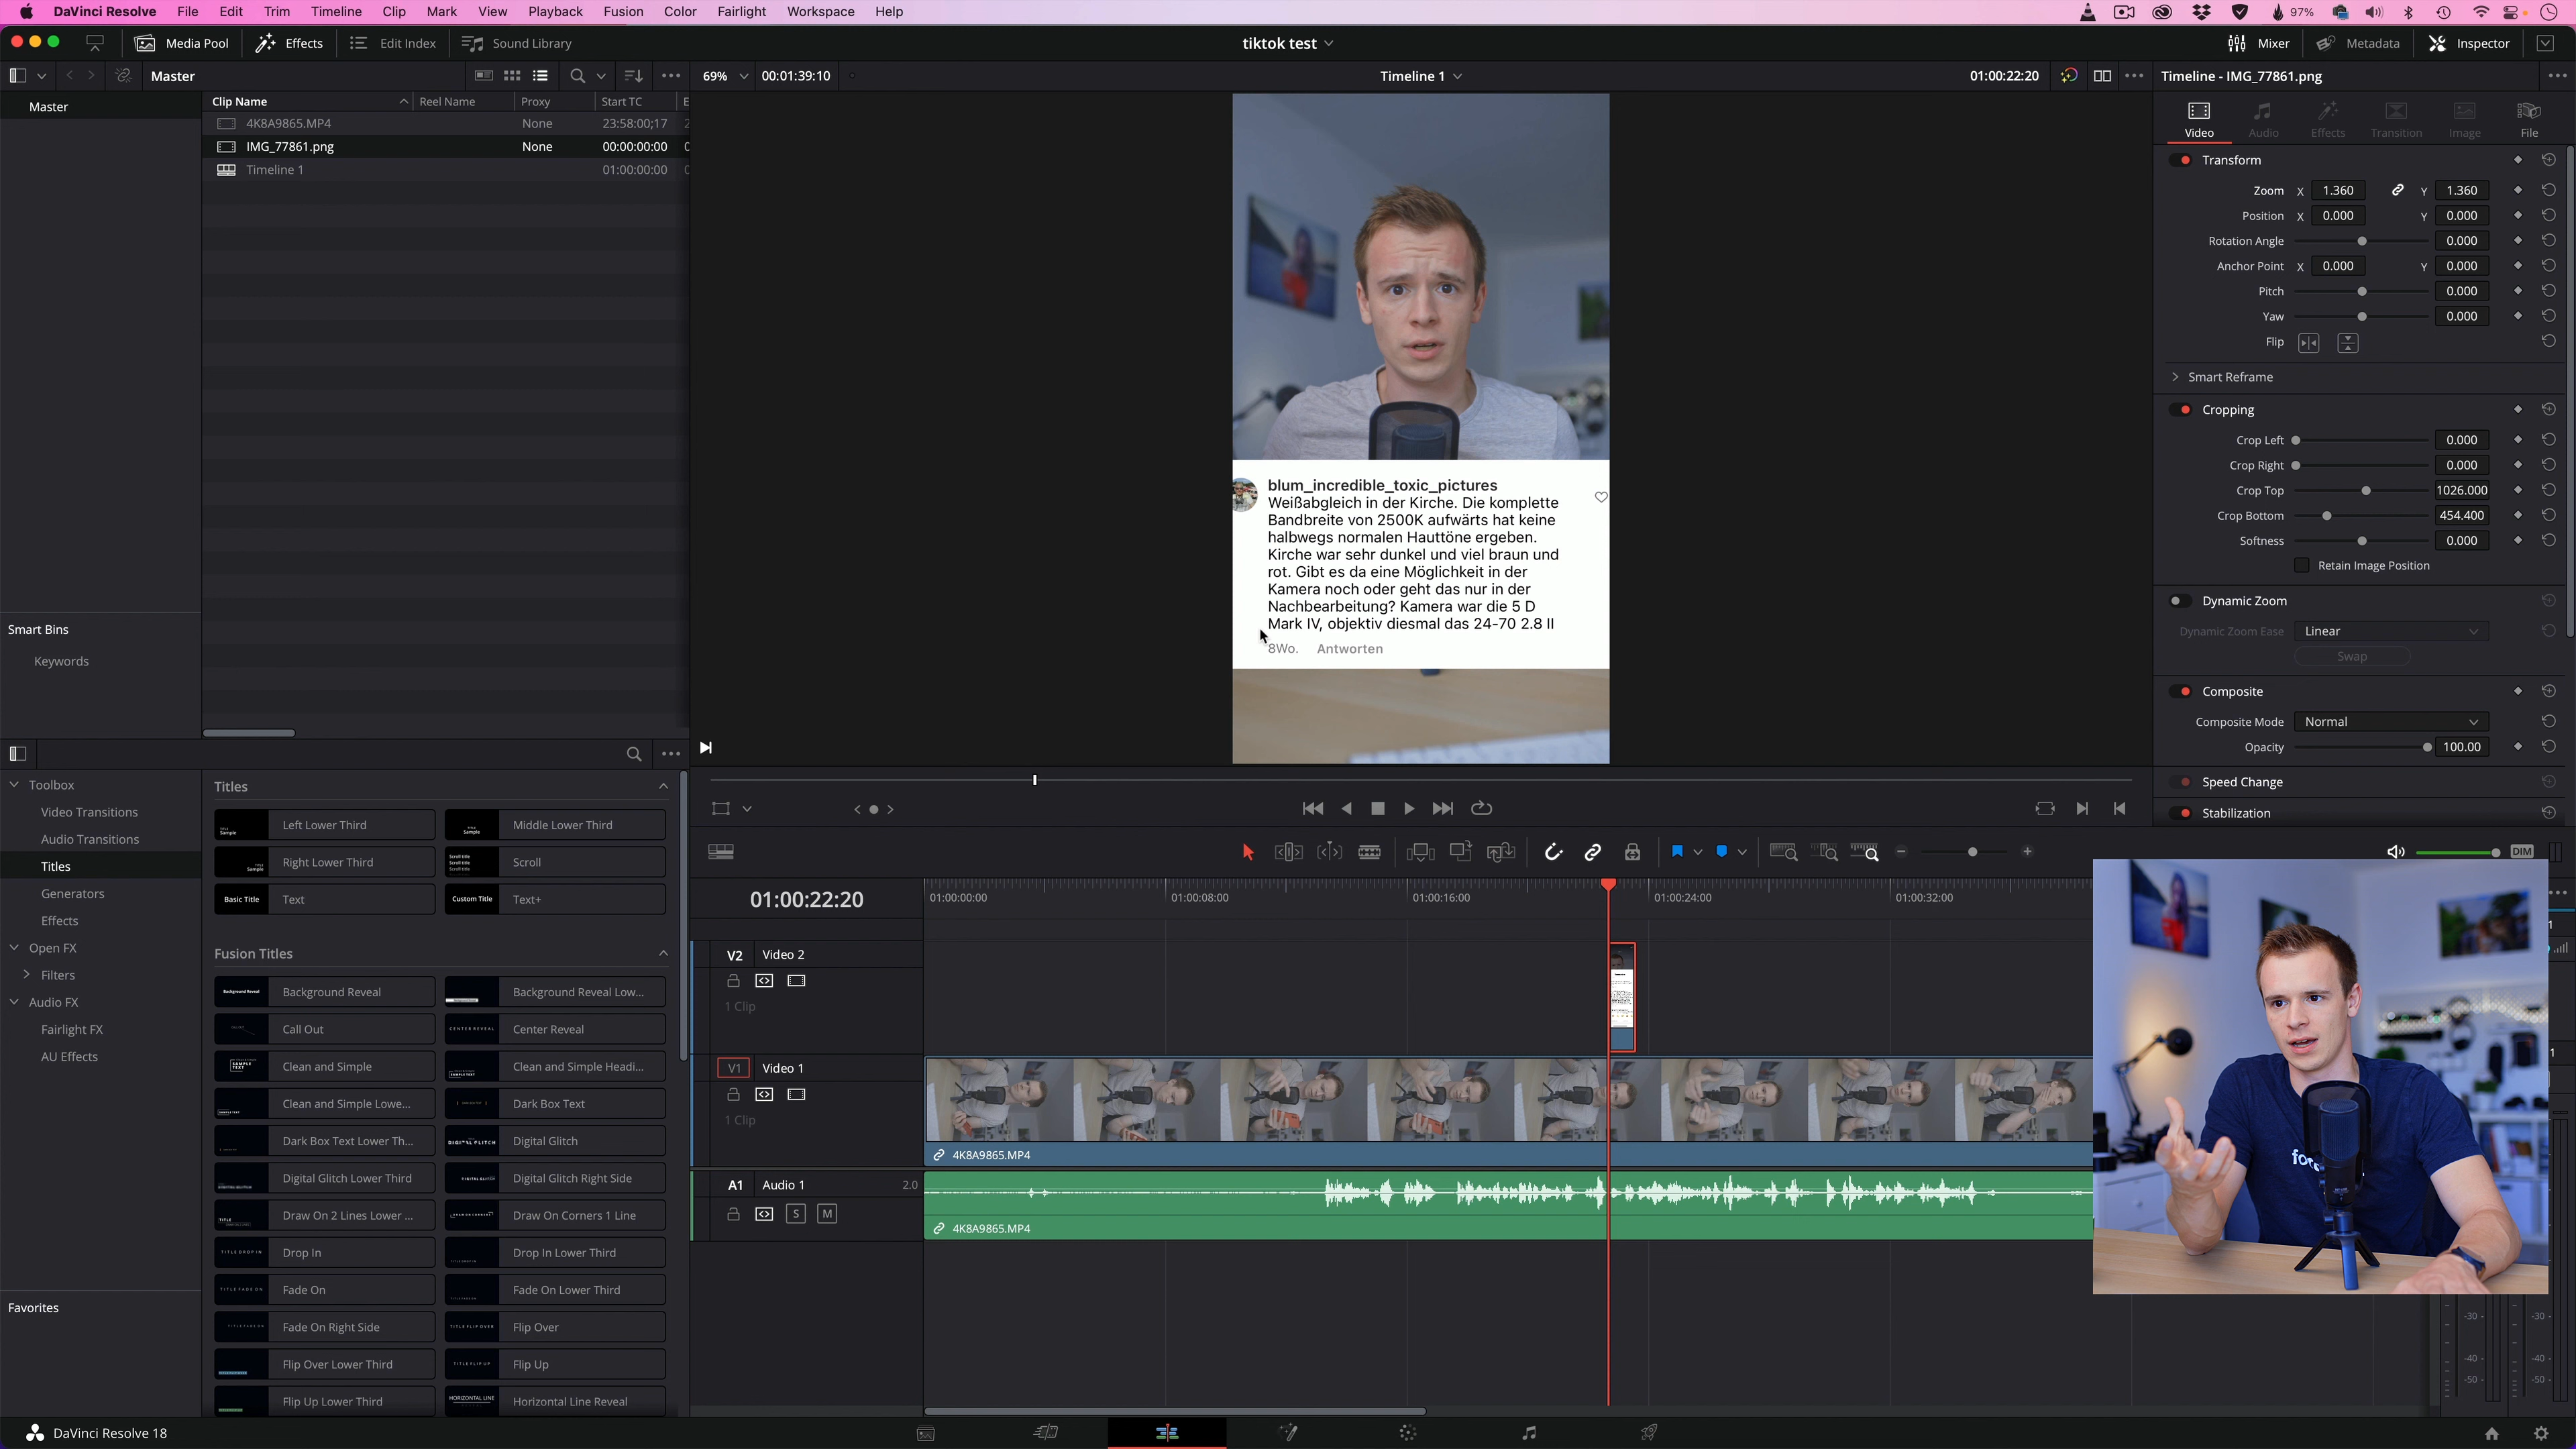 DaVinci Resolve File Edit Trim Timeline Clip Mark View Playback Fusion Color Fairlight Workspace Help 97%
Media Pool Effects Edit Index Sound Library tiktok test Mixer Metadata Inspector
Master 69% 00:01:39:10 Timeline 1 01:00:22:20 Timeline - IMG_77861.png
Master
Clip Name Reel Name Proxy Start TC E
4K8A9865.MP4 None 23:58:00;17 2
IMG_77861.png None 00:00:00:00 0
Timeline 1 01:00:00:00 0
Smart Bins
Keywords
blum_incredible_toxic_pictures
Weißabgleich in der Kirche. Die komplette
Bandbreite von 2500K aufwärts hat keine
halbwegs normalen Hauttöne ergeben.
Kirche war sehr dunkel und viel braun und
rot. Gibt es da eine Möglichkeit in der
Kamera noch oder geht das nur in der
Nachbearbeitung? Kamera war die 5 D
Mark IV, objektiv diesmal das 24-70 2.8 II
8Wo. Antworten
Video Audio Effects Transition Image File
Transform
Zoom X 1.360 Y 1.360
Position X 0.000 Y 0.000
Rotation Angle 0.000
Anchor Point X 0.000 Y 0.000
Pitch 0.000
Yaw 0.000
Flip
Smart Reframe
Cropping
Crop Left 0.000
Crop Right 0.000
Crop Top 1026.000
Crop Bottom 454.400
Softness 0.000
Retain Image Position
Dynamic Zoom
Dynamic Zoom Ease Linear
Swap
Composite
Composite Mode Normal
Opacity 100.00
Speed Change
Stabilization
Toolbox
Video Transitions
Audio Transitions
Titles
Generators
Effects
Open FX
Filters
Audio FX
Fairlight FX
AU Effects
Favorites
Titles
Left Lower Third Middle Lower Third
Right Lower Third Scroll
Basic Title Text Custom Title Text+
Fusion Titles
Background Reveal Background Reveal Low...
Call Out Center Reveal
Clean and Simple Clean and Simple Headi...
Clean and Simple Lowe... Dark Box Text
Dark Box Text Lower Th... Digital Glitch
Digital Glitch Lower Third Digital Glitch Right Side
Draw On 2 Lines Lower ... Draw On Corners 1 Line
Drop In Drop In Lower Third
Fade On Fade On Lower Third
Fade On Right Side Flip Over
Flip Over Lower Third Flip Up
Flip Up Lower Third HORIZONTAL LINE Horizontal Line Reveal
DIM
01:00:22:20 01:00:00:00 01:00:08:00 01:00:16:00 01:00:24:00 01:00:32:00
V2 Video 2
1 Clip
V1 Video 1
1 Clip
4K8A9865.MP4
A1 Audio 1 2.0
S M
4K8A9865.MP4
-30 -30
-40 -40
-50 -50
DaVinci Resolve 18